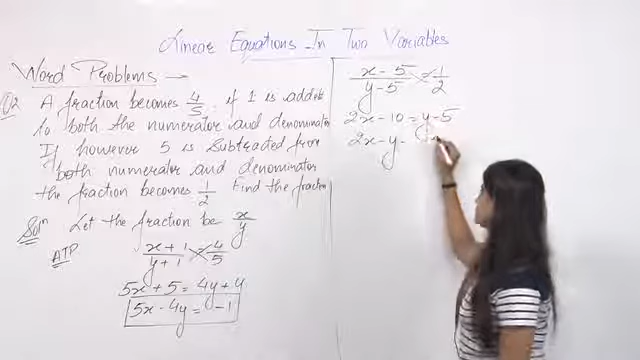 Linear Equations In Two Variables
Word Problems →
Q2 A fraction becomes 4/5, if 1 is added
to both the numerator and denominator
If however 5 is subtracted from
both numerator and denominator
the fraction becomes 1/2 Find the fraction
Soln Let the fraction be x/y
ATP
x+1/y+1 = 4/5
5x + 5 = 4y + 4
5x - 4y = -1
x-5/y-5 = 1/2
2x - 10 = y - 5
2x - y -